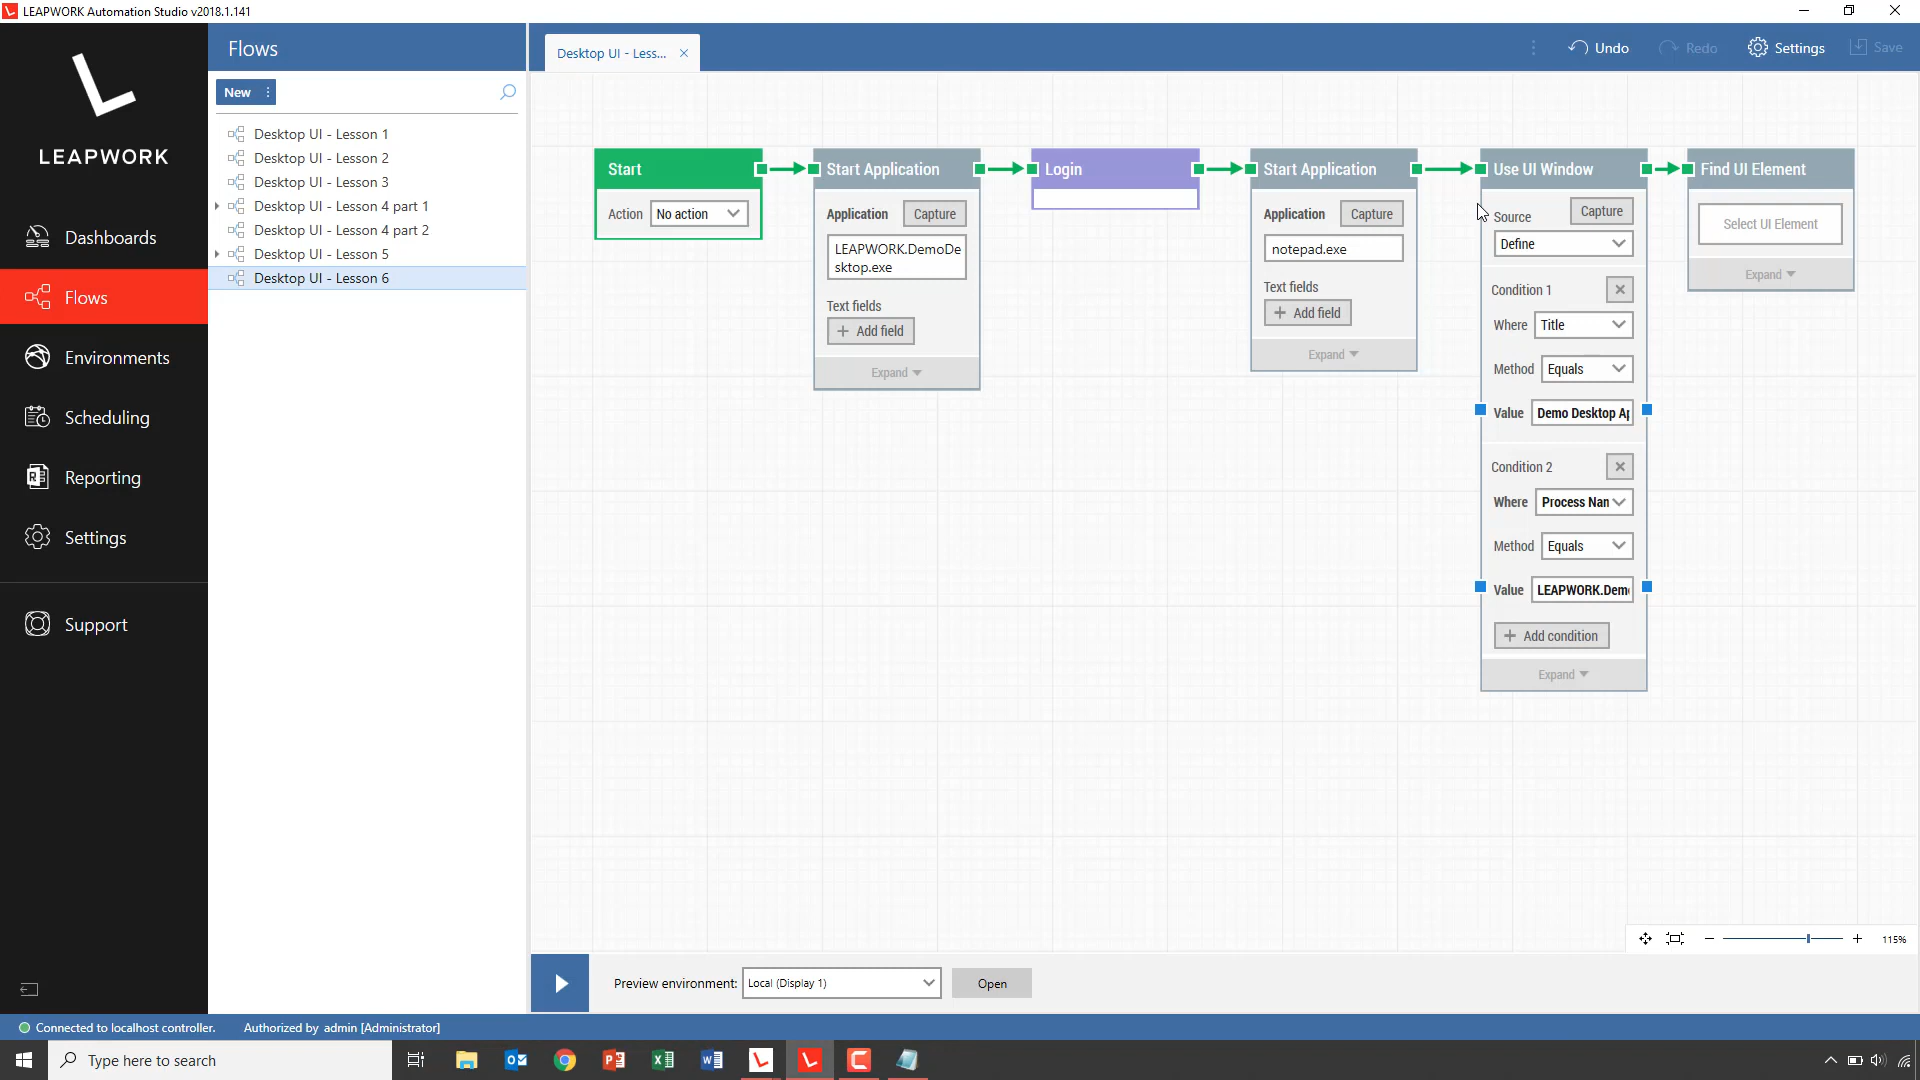 LEAPWORK Automation Studio v2018.1.141
LEAPWORK
Dashboards
Flows
Environments
Scheduling
Reporting
Settings
Support
Flows
New
Desktop UI - Lesson 1
Desktop UI - Lesson 2
Desktop UI - Lesson 3
Desktop UI - Lesson 4 part 1
Desktop UI - Lesson 4 part 2
Desktop UI - Lesson 5
Desktop UI - Lesson 6
Desktop UI - Less...
Undo
Redo
Settings
Save
Start
Action No action
Start Application
Application Capture
LEAPWORK.DemoDe
sktop.exe
Text fields
Add field
Expand
Login
Start Application
Application Capture
notepad.exe
Text fields
Add field
Expand
Use UI Window
Source Capture
Define
Condition 1
Where Title
Method Equals
Value Demo Desktop Ap
Condition 2
Where Process Nan
Method Equals
Value LEAPWORK.Dem
Add condition
Expand
Find UI Element
Select UI Element
Expand
115%
Preview environment: Local (Display 1) Open
Connected to localhost controller. Authorized by admin [Administrator]
Type here to search